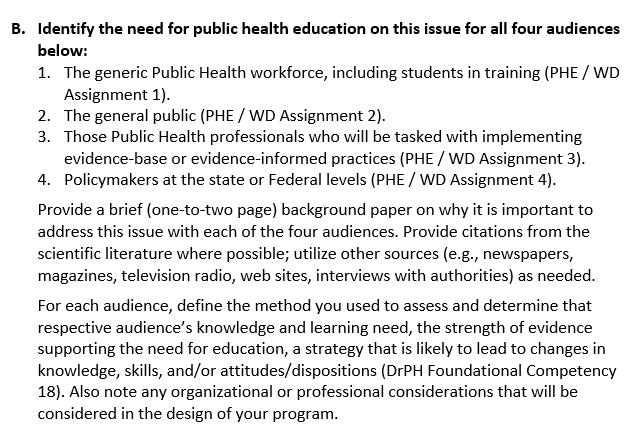 B. Identify the need for public health education on this issue for all four audiences
below:
1. The generic Public Health workforce, including students in training (PHE / WD
Assignment 1).
2. The general public (PHE / WD Assignment 2).
3. Those Public Health professionals who will be tasked with implementing
evidence-base or evidence-informed practices (PHE / WD Assignment 3).
4. Policymakers at the state or Federal levels (PHE / WD Assignment 4).
Provide a brief (one-to-two page) background paper on why it is important to
address this issue with each of the four audiences. Provide citations from the
scientific literature where possible; utilize other sources (e.g., newspapers,
magazines, television radio, web sites, interviews with authorities) as needed.
For each audience, define the method you used to assess and determine that
respective audience's knowledge and learning need, the strength of evidence
supporting the need for education, a strategy that is likely to lead to changes in
knowledge, skills, and/or attitudes/dispositions (DrPH Foundational Competency
18). Also note any organizational or professional considerations that will be
considered in the design of your program.